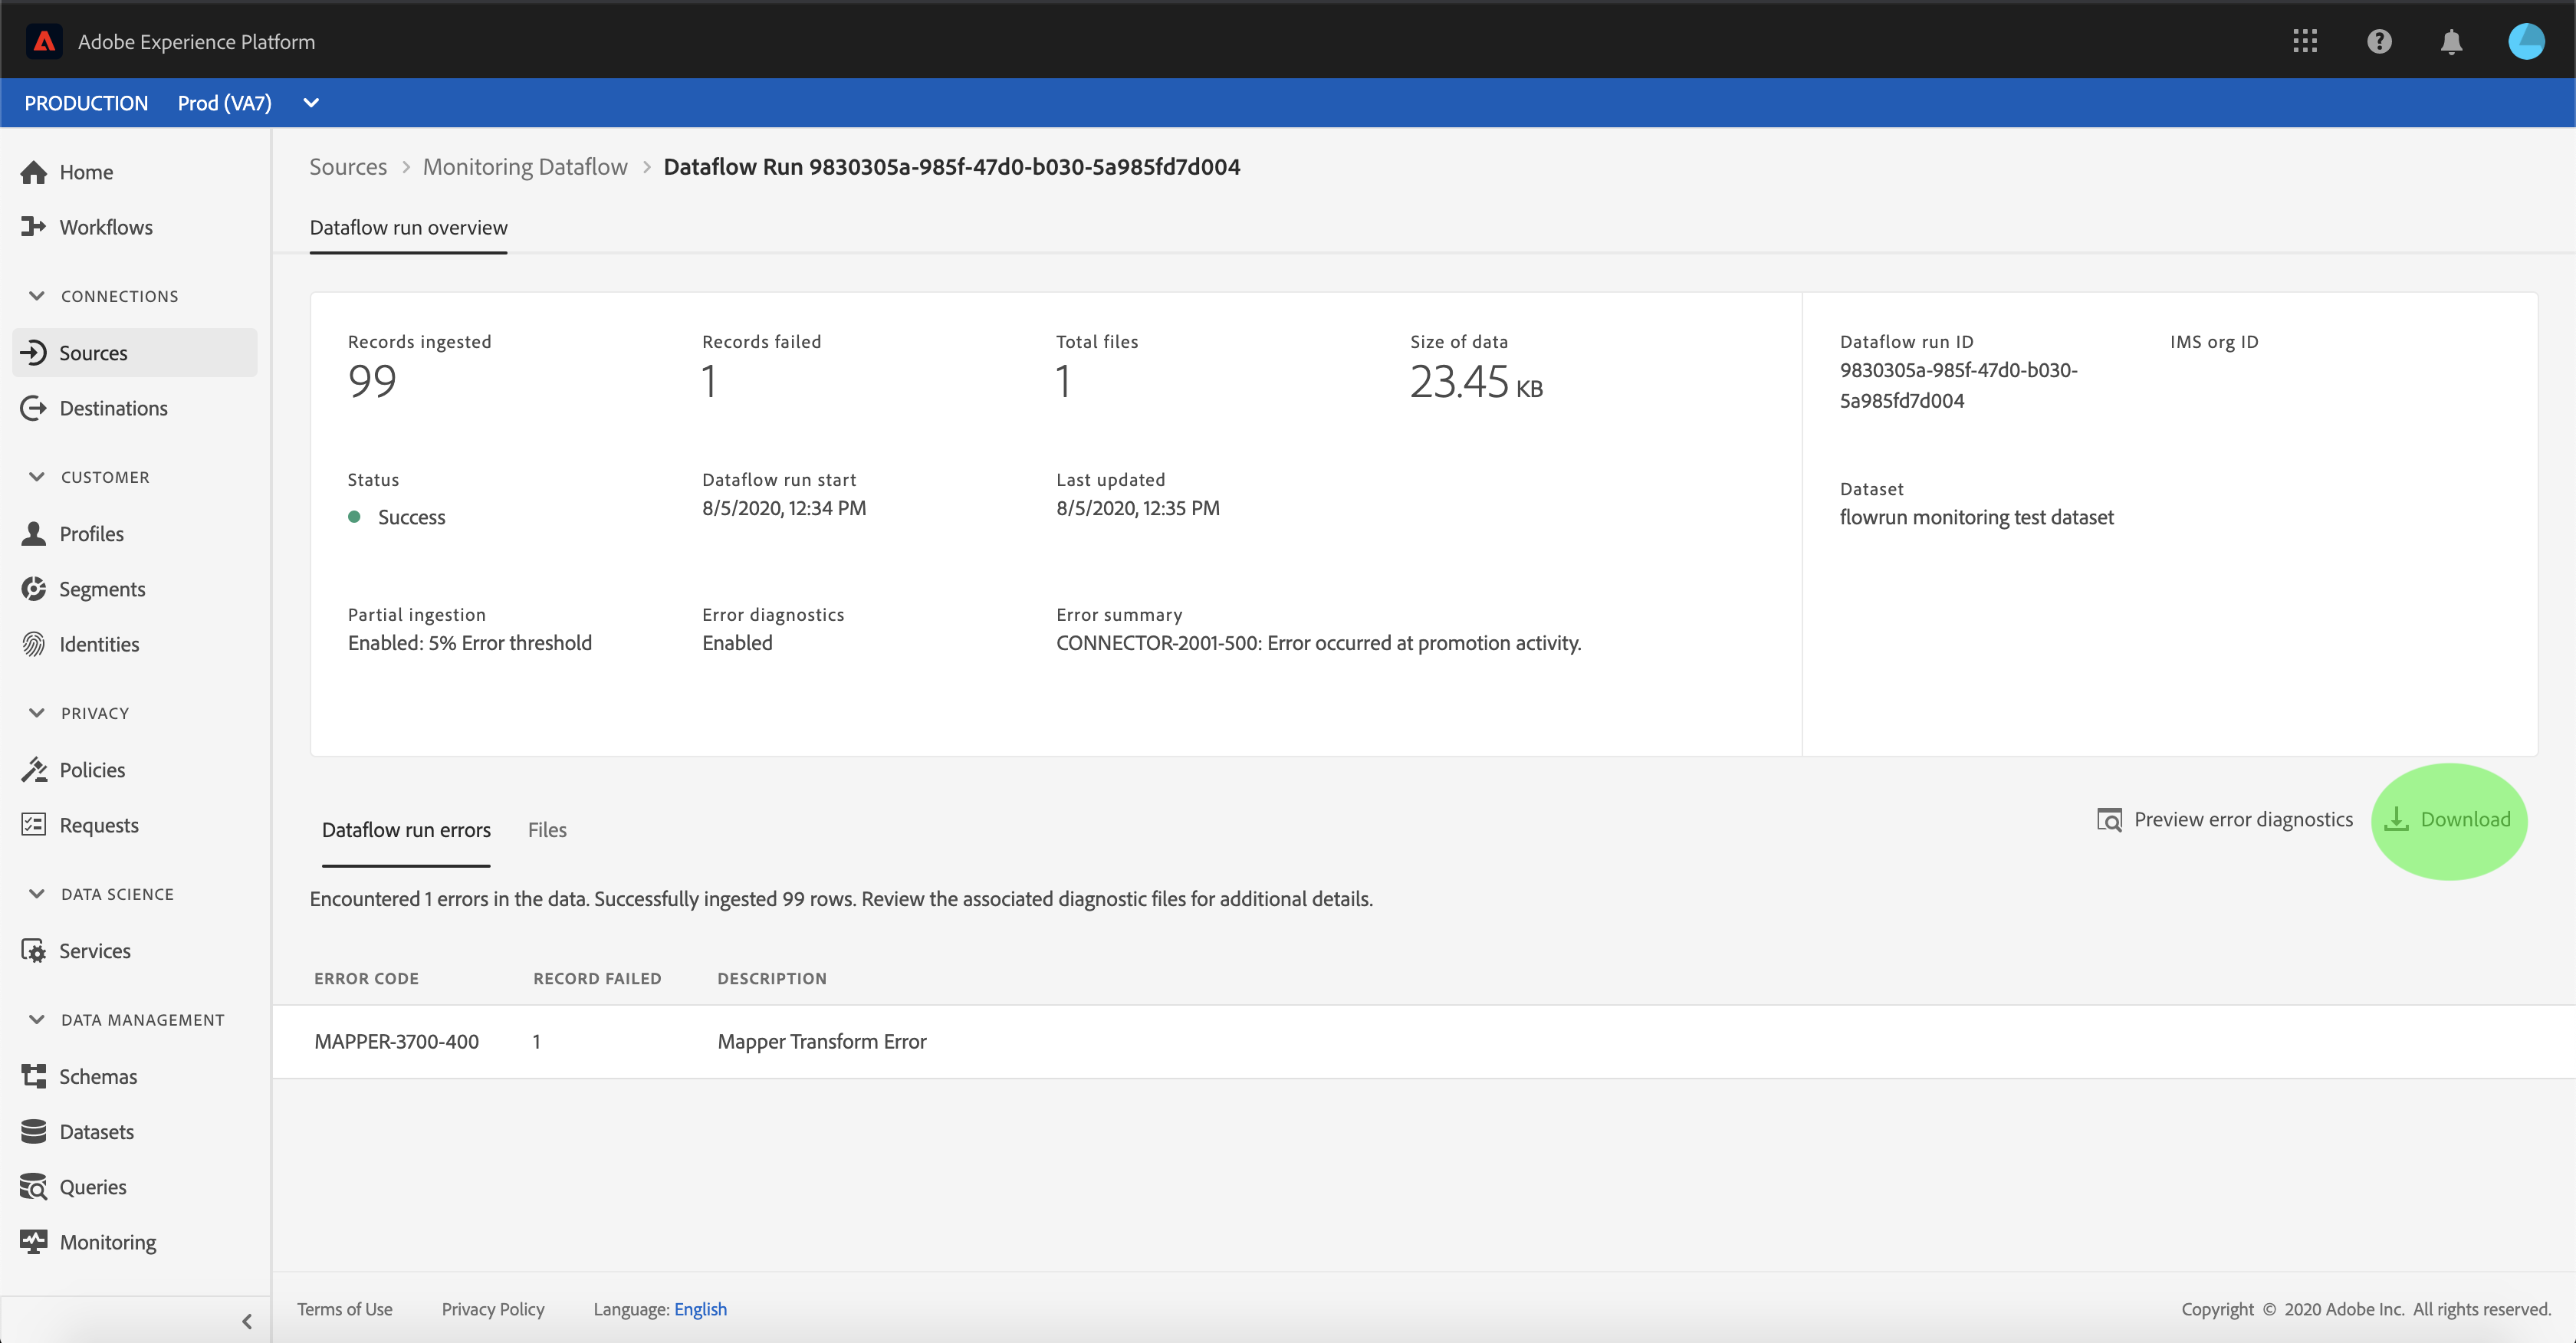 Adobe Experience Platform
PRODUCTION Prod (VA7)
Home
Workflows
CONNECTIONS
Sources
Destinations
CUSTOMER
Profiles
Segments
Identities
PRIVACY
Policies
Requests
DATA SCIENCE
Services
DATA MANAGEMENT
Schemas
Datasets
Queries
Monitoring
Sources > Monitoring Dataflow > Dataflow Run 9830305a-985f-47d0-b030-5a985fd7d004
Dataflow run overview
Records ingested
99
Records failed
1
Total files
1
Size of data
23.45 KB
Status
Success
Dataflow run start
8/5/2020, 12:34 PM
Last updated
8/5/2020, 12:35 PM
Partial ingestion
Enabled: 5% Error threshold
Error diagnostics
Enabled
Error summary
CONNECTOR-2001-500: Error occurred at promotion activity.
Dataflow run ID
9830305a-985f-47d0-b030-
5a985fd7d004
IMS org ID
Dataset
flowrun monitoring test dataset
Dataflow run errors Files
Preview error diagnostics Download
Encountered 1 errors in the data. Successfully ingested 99 rows. Review the associated diagnostic files for additional details.
ERROR CODE RECORD FAILED DESCRIPTION
MAPPER-3700-400 1 Mapper Transform Error
Terms of Use Privacy Policy Language: English Copyright © 2020 Adobe Inc. All rights reserved.